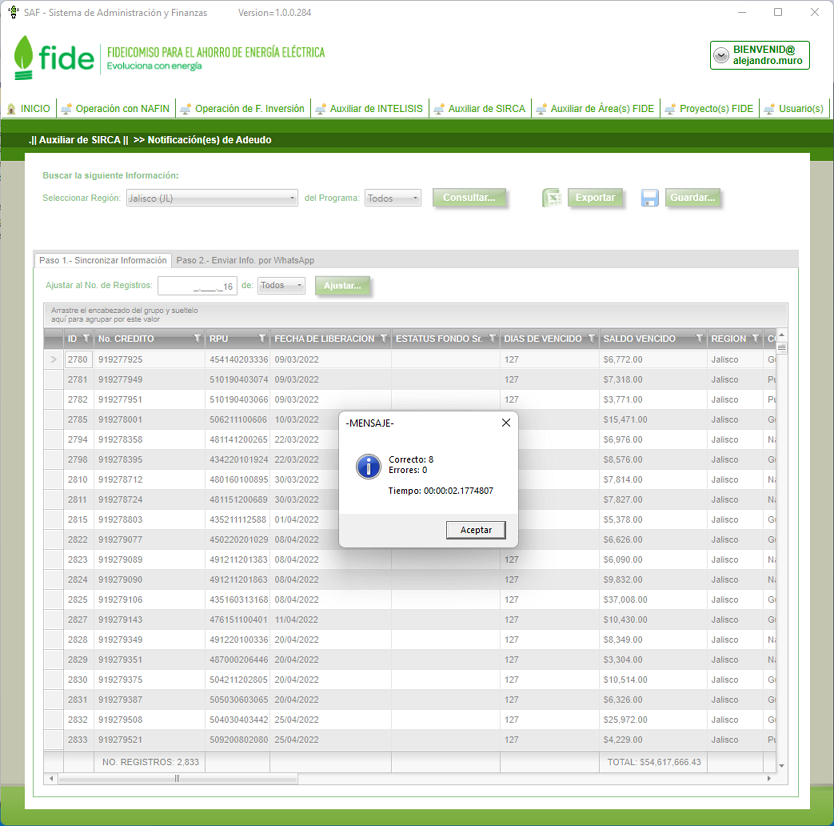 SAF - Sistema de Administración y Finanzas Version=1.0.0.284
fide FIDEICOMISO PARA EL AHORRO DE ENERGÍA ELÉCTRICA
Evoluciona con energía
BIENVENID@
alejandro.muro
INICIO Operación con NAFIN Operación de F. Inversión Auxiliar de INTELISIS Auxiliar de SIRCA Auxiliar de Área(s) FIDE Proyecto(s) FIDE Usuario(s)
.|| Auxiliar de SIRCA || >> Notificación(es) de Adeudo
Buscar la siguiente Información:
Seleccionar Región: Jalisco (JL) del Programa: Todos Consultar... Exportar Guardar...
Paso 1.- Sincronizar Información Paso 2.- Enviar Info. por WhatsApp
Ajustar al No. de Registros: _.___._16 de: Todos Ajustar...
Arrastre el encabezado del grupo y sueltelo
aquí para agrupar por este valor
ID No. CREDITO RPU FECHA DE LIBERACION ESTATUS FONDO Sr. DIAS DE VENCIDO SALDO VENCIDO REGION
2780 919277925 454140203336 09/03/2022 127 $6,772.00 Jalisco
2781 919277949 510190403074 09/03/2022 127 $7,318.00 Jalisco
2782 919277951 510190403066 09/03/2022 127 $3,771.00 Jalisco
2785 919278001 506211100606 10/03/2022 $15,471.00 Jalisco
2794 919278358 481141200265 22/03/2022 $6,976.00 Jalisco
2798 919278395 434220101924 22/03/2022 $8,576.00 Jalisco
2810 919278712 480160100895 30/03/2022 $7,814.00 Jalisco
2811 919278724 481151200689 30/03/2022 $7,827.00 Jalisco
2815 919278803 435211112588 01/04/2022 $5,378.00 Jalisco
2822 919279077 450220201029 08/04/2022 $6,626.00 Jalisco
2823 919279089 491211201383 08/04/2022 127 $6,090.00 Jalisco
2824 919279090 491211201863 08/04/2022 127 $9,832.00 Jalisco
2825 919279106 435160313168 08/04/2022 127 $37,008.00 Jalisco
2827 919279143 476151100401 11/04/2022 127 $10,430.00 Jalisco
2828 919279349 491220100336 20/04/2022 127 $8,349.00 Jalisco
2829 919279351 487000206446 20/04/2022 127 $3,304.00 Jalisco
2830 919279375 504211202805 20/04/2022 127 $10,514.00 Jalisco
2831 919279387 505030603065 20/04/2022 127 $6,326.00 Jalisco
2832 919279508 504030403442 25/04/2022 127 $25,972.00 Jalisco
2833 919279521 509200802080 25/04/2022 127 $4,229.00 Jalisco
NO. REGISTROS: 2,833 TOTAL: $54,617,666.43
-MENSAJE-
Correcto: 8
Errores: 0
Tiempo: 00:00:02.1774807
Aceptar